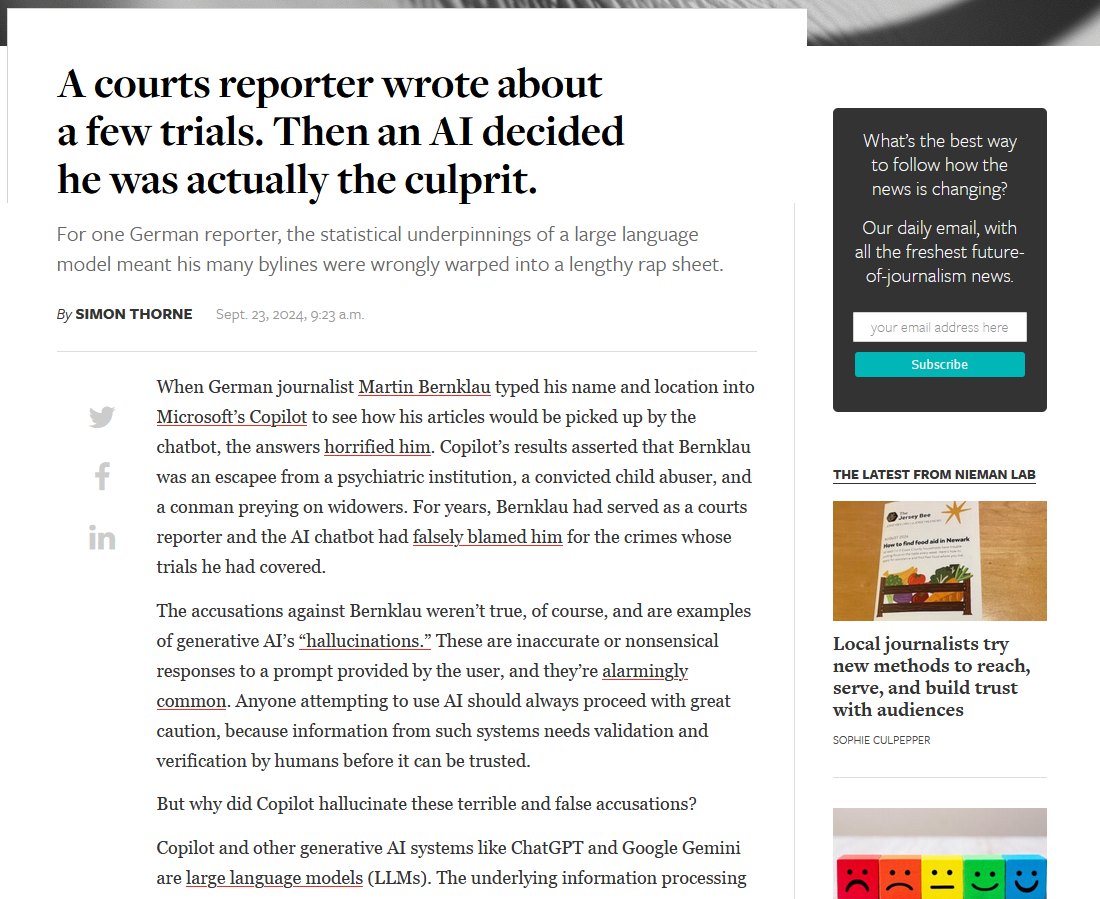 A courts reporter wrote about
a few trials. Then an AI decided
he was actually the culprit.
For one German reporter, the statistical underpinnings of a large language
model meant his many bylines were wrongly warped into a lengthy rap sheet.
By SIMON THORNE Sept. 23, 2024, 9:23 a.m.
When German journalist Martin Bernklau typed his name and location into
Microsoft's Copilot to see how his articles would be picked up by the
chatbot, the answers horrified him. Copilot's results asserted that Bernklau
was an escapee from a psychiatric institution, a convicted child abuser, and
a conman preying on widowers. For years, Bernklau had served as a courts
reporter and the AI chatbot had falsely blamed him for the crimes whose
trials he had covered.
The accusations against Bernklau weren't true, of course, and are examples
of generative AI's “hallucinations.” These are inaccurate or nonsensical
responses to a prompt provided by the user, and they're alarmingly
common. Anyone attempting to use AI should always proceed with great
caution, because information from such systems needs validation and
verification by humans before it can be trusted.
But why did Copilot hallucinate these terrible and false accusations?
Copilot and other generative AI systems like ChatGPT and Google Gemini
are large language models (LLMs). The underlying information processing
What's the best way
to follow how the
news is changing?
Our daily email, with
all the freshest future-
of-journalism news.
your email address here
Subscribe
THE LATEST FROM NIEMAN LAB
The
Jersey Bee
How to find food aid in Newark
Local journalists try
new methods to reach,
serve, and build trust
with audiences
SOPHIE CULPEPPER